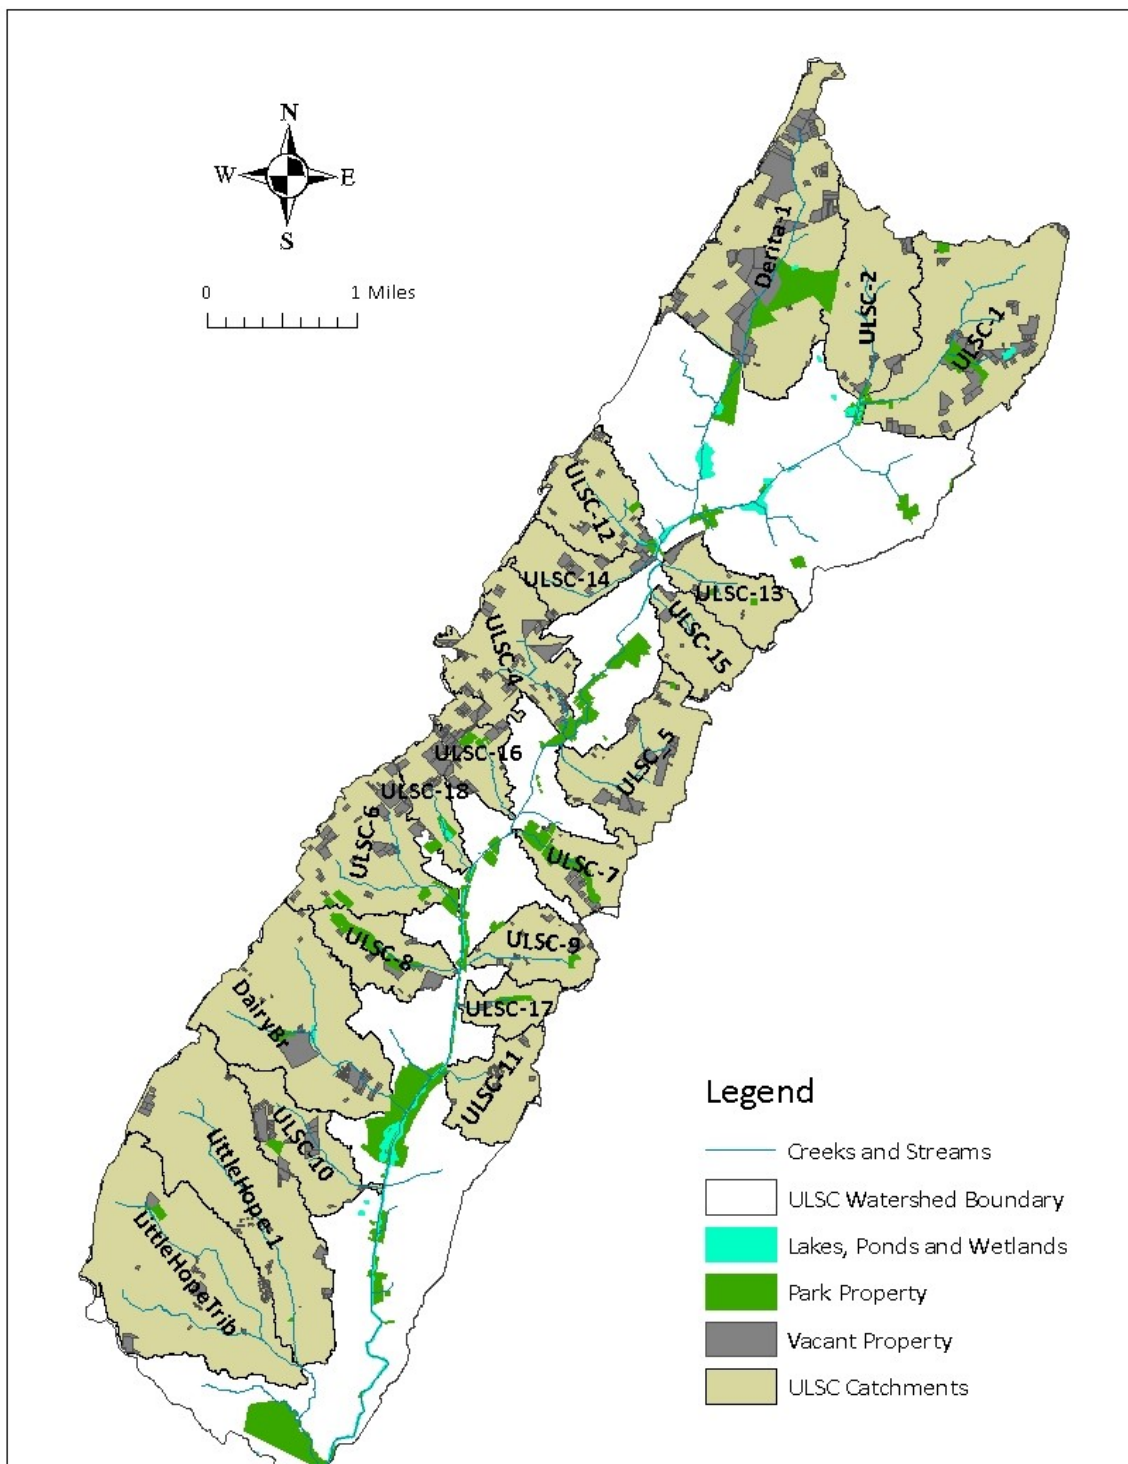 N
W
E
S
0
1 Miles
Derita-1
ULSC-2
ULSC-1
ULSC-12
ULSC-14
ULSC-13
ULSC-15
ULSC-4
ULSC-16
ULSC-5
ULSC-18
ULSC-6
ULSC-7
ULSC-8
ULSC-9
DairyBr
ULSC-17
ULSC-11
ULSC-10
LittleHope-1
LittleHopeTrib
Legend
Creeks and Streams
ULSC Watershed Boundary
Lakes, Ponds and Wetlands
Park Property
Vacant Property
ULSC Catchments